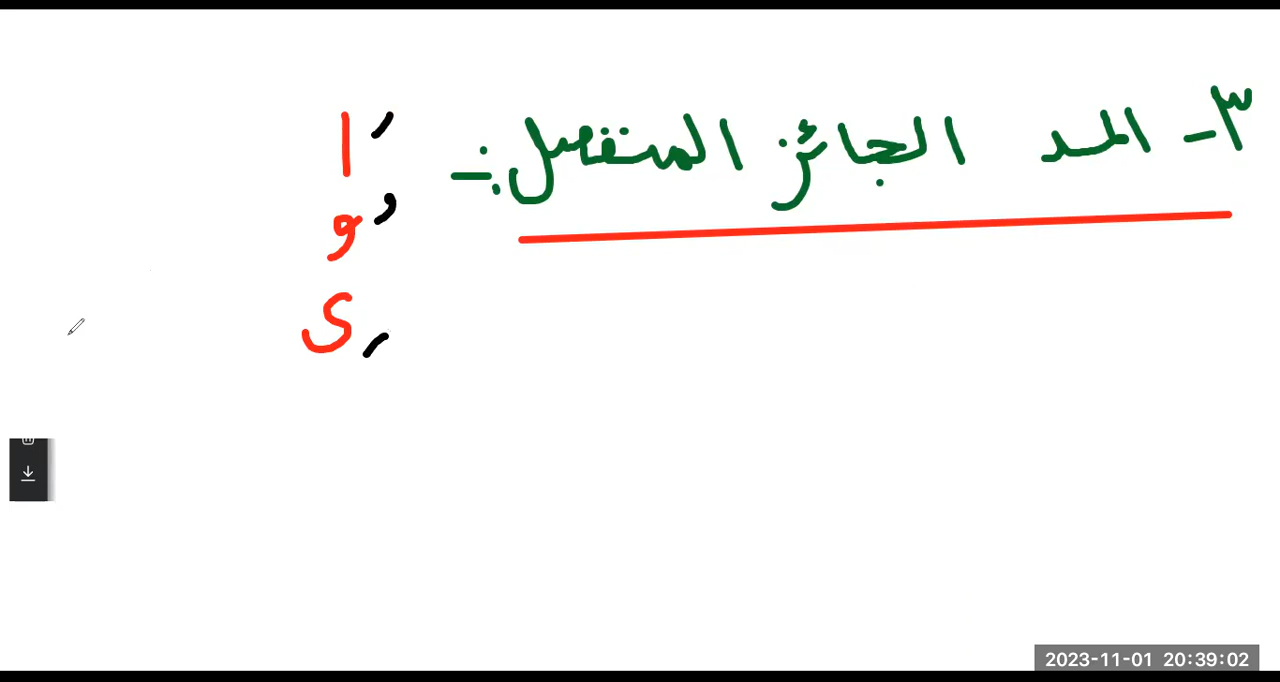 ٣- المد الجائز المنفصل :-
َ ا
ُ و
ِ ى
2023-11-01 20:39:02